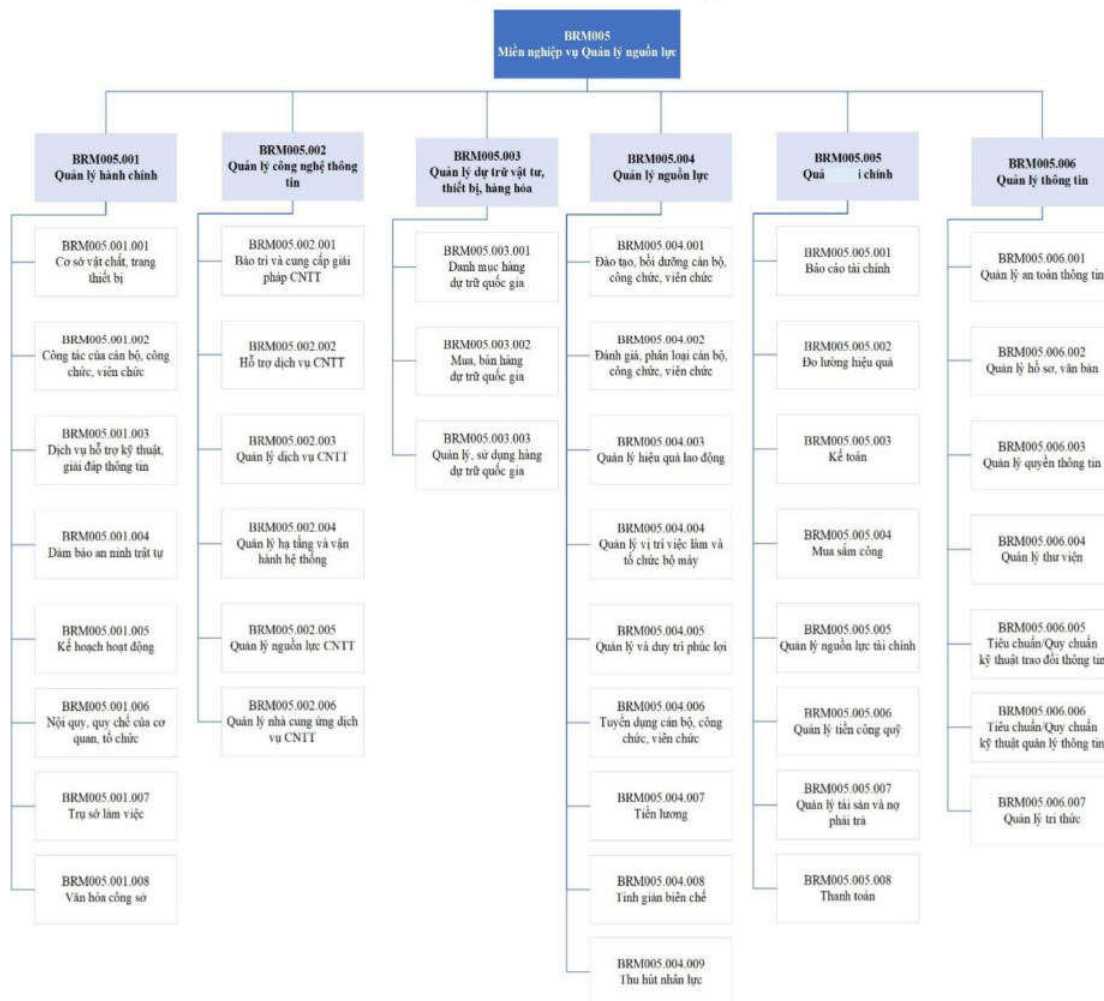 BRM005
Miền nghiệp vụ Quản lý nguồn lực
BRM005.001
Quản lý hành chính
BRM005.001.001
Cơ sở vật chất, trang
thiết bị
BRM005.001.002
Công tác của cán bộ, công
chức, viên chức
BRM005.001.003
Dịch vụ hỗ trợ kỹ thuật,
giải đáp thông tin
BRM005.001.004
Đảm bảo an ninh trật tự
BRM005.001.005
Kế hoạch hoạt động
BRM005.001.006
Nội quy, quy chế của cơ
quan, tổ chức
BRM005.001.007
Trụ sở làm việc
BRM005.001.008
Văn hóa công sở
BRM005.002
Quản lý công nghệ thông
tin
BRM005.002.001
Bảo trì và cung cấp giải
pháp CNTT
BRM005.002.002
Hỗ trợ dịch vụ CNTT
BRM005.002.003
Quản lý dịch vụ CNTT
BRM005.002.004
Quản lý hạ tầng và vận
hành hệ thống
BRM005.002.005
Quản lý nguồn lực CNTT
BRM005.002.006
Quản lý nhà cung ứng dịch
vụ CNTT
BRM005.003
Quản lý dự trữ vật tư,
thiết bị, hàng hóa
BRM005.003.001
Danh mục hàng
dự trữ quốc gia
BRM005.003.002
Mua, bán hàng
dự trữ quốc gia
BRM005.003.003
Quản lý, sử dụng hàng
dự trữ quốc gia
BRM005.004
Quản lý nguồn lực
BRM005.004.001
Đào tạo, bồi dưỡng cán bộ,
công chức, viên chức
BRM005.004.002
Đánh giá, phân loại cán bộ,
công chức, viên chức
BRM005.004.003
Quản lý hiệu quả lao động
BRM005.004.004
Quản lý vị trí việc làm và
tổ chức bộ máy
BRM005.004.005
Quản lý và duy trì phúc lợi
BRM005.004.006
Tuyển dụng cán bộ, công
chức, viên chức
BRM005.004.007
Tiền lương
BRM005.004.008
Tinh giản biên chế
BRM005.004.009
Thu hút nhân lực
BRM005.005
Quả i chính
BRM005.005.001
Báo cáo tài chính
BRM005.005.002
Đo lường hiệu quả
BRM005.005.003
Kế toán
BRM005.005.004
Mua sắm công
BRM005.005.005
Quản lý nguồn lực tài chính
BRM005.005.006
Quản lý tiền công quỹ
BRM005.005.007
Quản lý tài sản và nợ
phải trả
BRM005.005.008
Thanh toán
BRM005.006
Quản lý thông tin
BRM005.006.001
Quản lý an toàn thông tin
BRM005.006.002
Quản lý hồ sơ, văn bản
BRM005.006.003
Quản lý quyền thông tin
BRM005.006.004
Quản lý thư viện
BRM005.006.005
Tiêu chuẩn/Quy chuẩn
kỹ thuật trao đổi thông tin
BRM005.006.006
Tiêu chuẩn/Quy chuẩn
kỹ thuật quản lý thông tin
BRM005.006.007
Quản lý tri thức